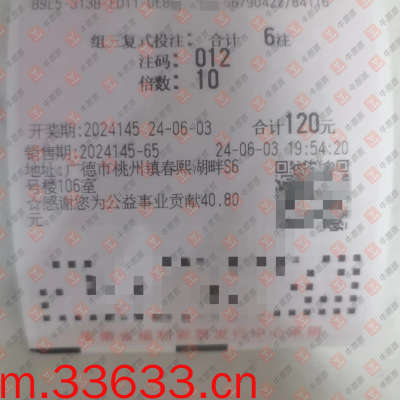 组三复式投注: 合计 6注
注码: 012
倍数: 10
开奖期:2024145 24-06-03 合计120元
销售期:2024145-65 24-06-03 19:54:20
地址:广德市桃州镇春熙湖畔S6
号楼106室
☆感谢您为公益事业贡献40.80
元
m.33633.cn